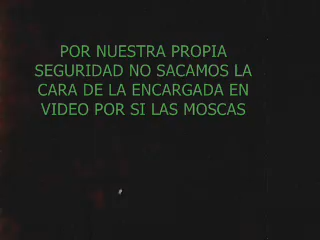 POR NUESTRA PROPIA
SEGURIDAD NO SACAMOS LA
CARA DE LA ENCARGADA EN
VIDEO POR SI LAS MOSCAS